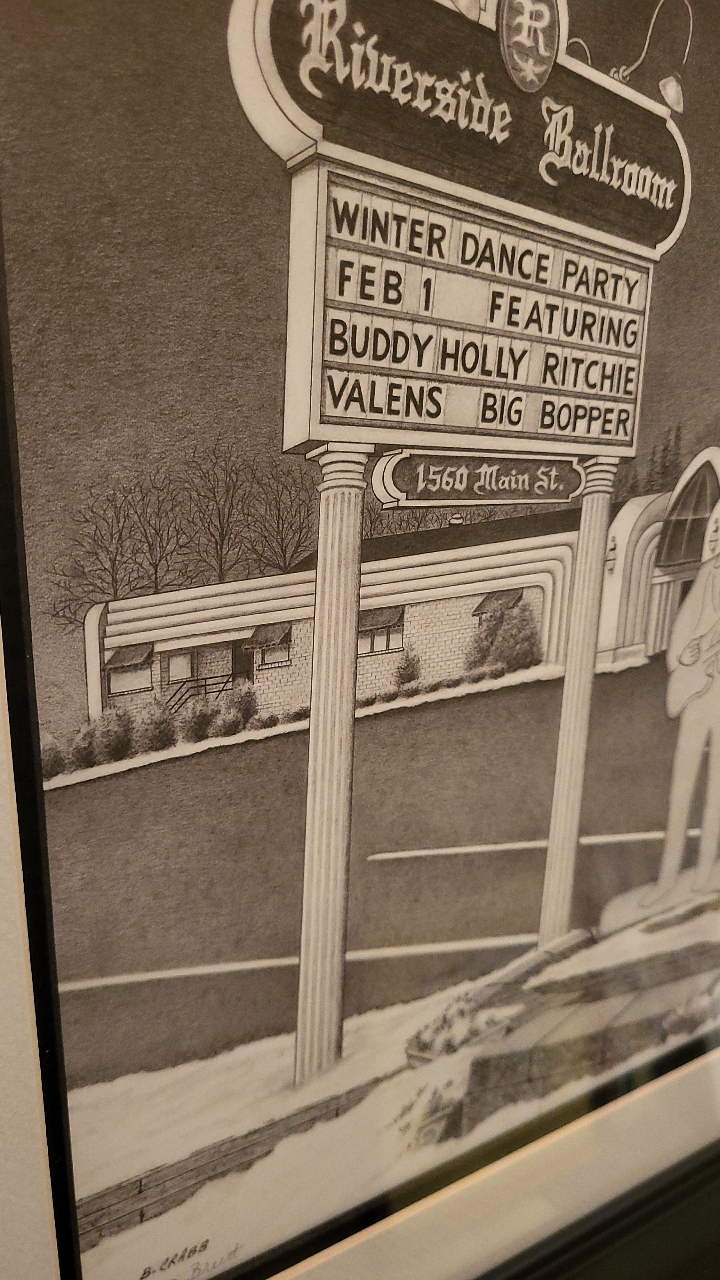 R
Riverside Ballroom
WINTER DANCE PARTY
FEB 1 FEATURING
BUDDY HOLLY RITCHIE
VALENS BIG BOPPER
1560 Main St.
B-CRABB